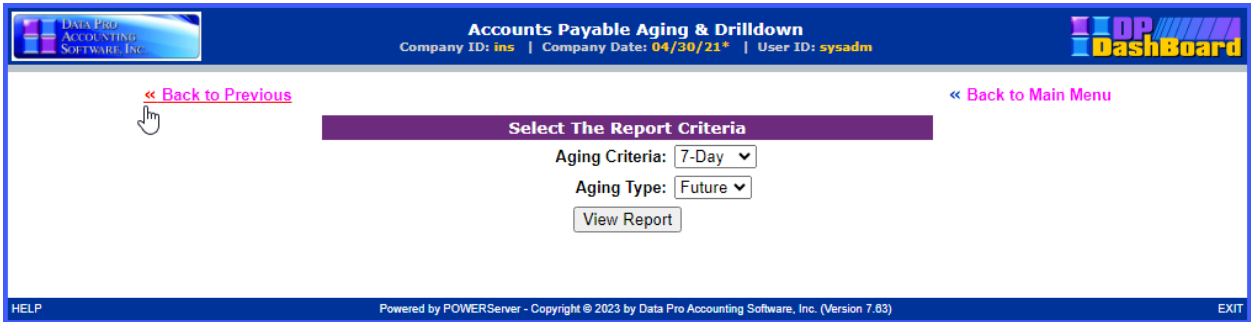 DATA PRO
ACCOUNTING
SOFTWARE, INC.
Accounts Payable Aging & Drilldown
Company ID: ins | Company Date: 04/30/21* | User ID: sysadm
DP
DashBoard
« Back to Previous
« Back to Main Menu
Select The Report Criteria
Aging Criteria: 7-Day
Aging Type: Future
View Report
HELP
Powered by POWERServer - Copyright © 2023 by Data Pro Accounting Software, Inc. (Version 7.63)
EXIT